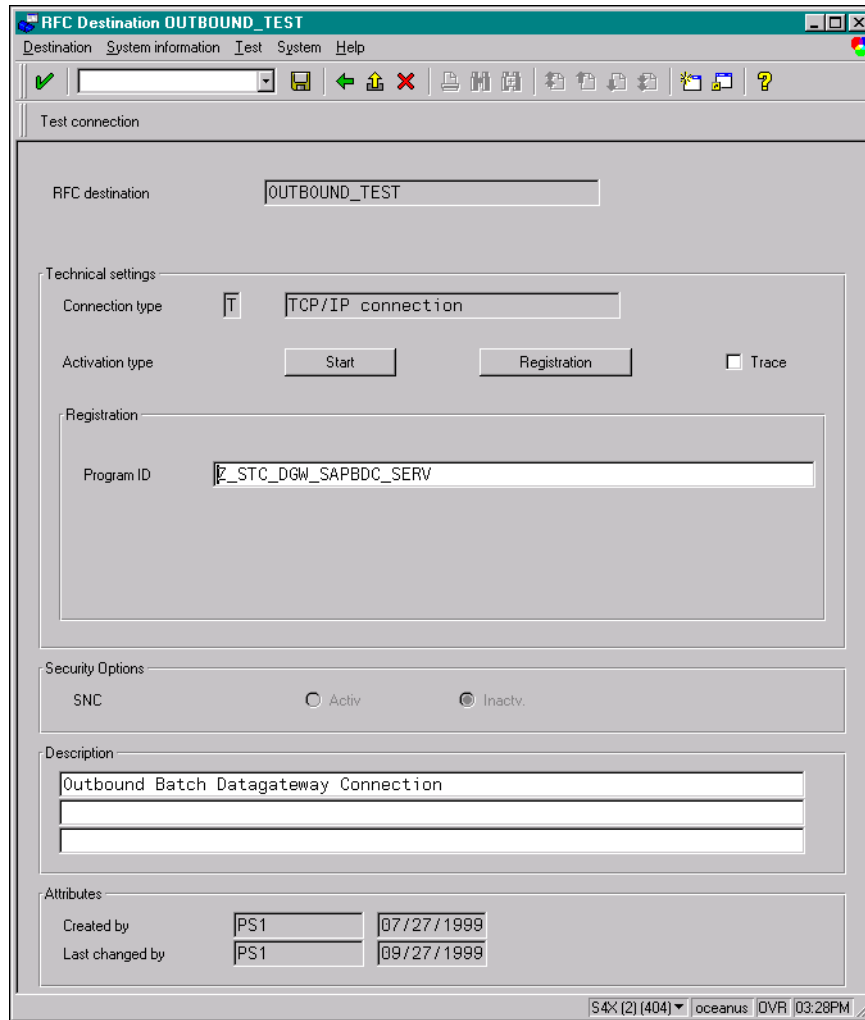 RFC Destination OUTBOUND_TEST
Destination System information Test System Help
Test connection
RFC destination OUTBOUND_TEST
Technical settings
Connection type T TCP/IP connection
Activation type Start Registration Trace
Registration
Program ID Z_STC_DGW_SAPBDC_SERV
Security Options
SNC Activ Inactv.
Description
Outbound Batch Datagateway Connection
Attributes
Created by PS1 07/27/1999
Last changed by PS1 09/27/1999
S4X (2) (404) oceanus OVR 03:28PM